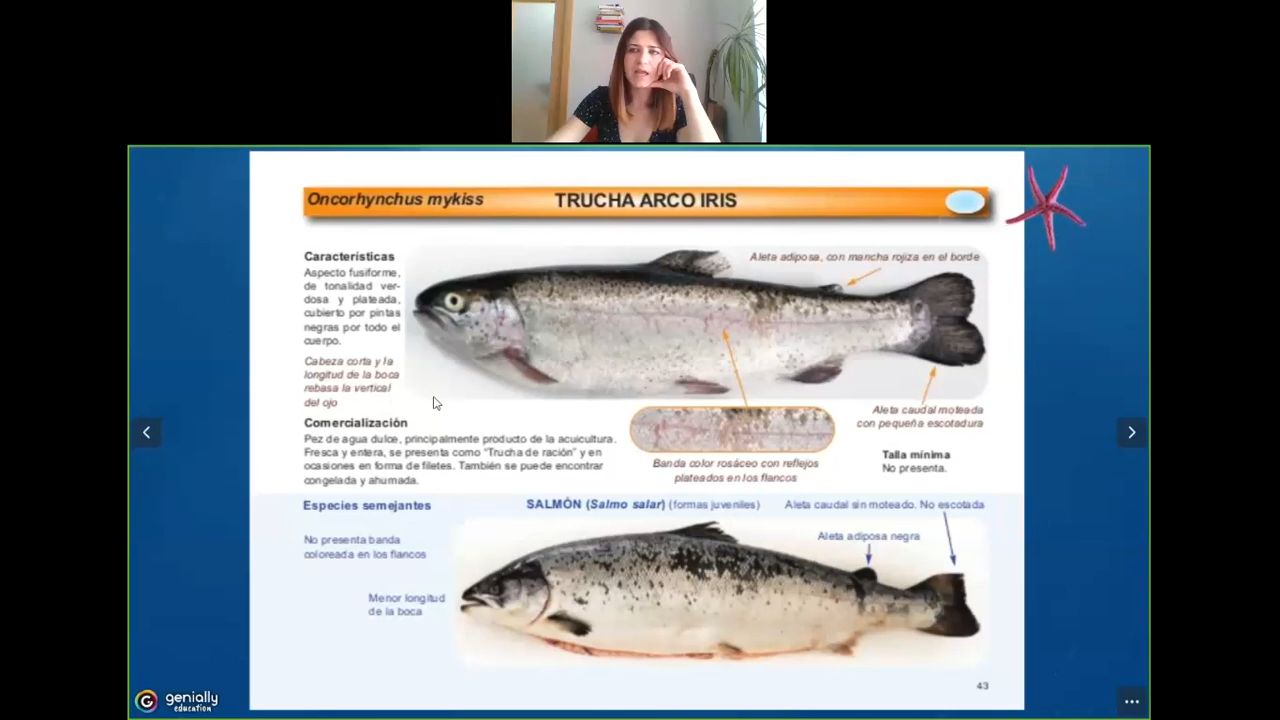 Oncorhynchus mykiss
TRUCHA ARCO IRIS
Características
Aspecto fusiforme,
de tonalidad ver-
dosa y plateada,
cubierto por pintas
negras por todo el
cuerpo.
Cabeza corta y la
longitud de la boca
rebasa la vertical
del ojo
Aleta adiposa, con mancha rojiza en el borde
Comercialización
Pez de agua dulce, principalmente producto de la acuicultura.
Fresca y entera, se presenta como “Trucha de ración” y en
ocasiones en forma de filetes. También se puede encontrar
congelada y ahumada.
Banda color rosáceo con reflejos
plateados en los flancos
Aleta caudal moteada
con pequeña escotadura
Talla mínima
No presenta.
Especies semejantes
SALMÓN (Salmo salar) (formas juveniles)
Aleta caudal sin moteado. No escotada
Aleta adiposa negra
No presenta banda
coloreada en los flancos
Menor longitud
de la boca
43
genially
education